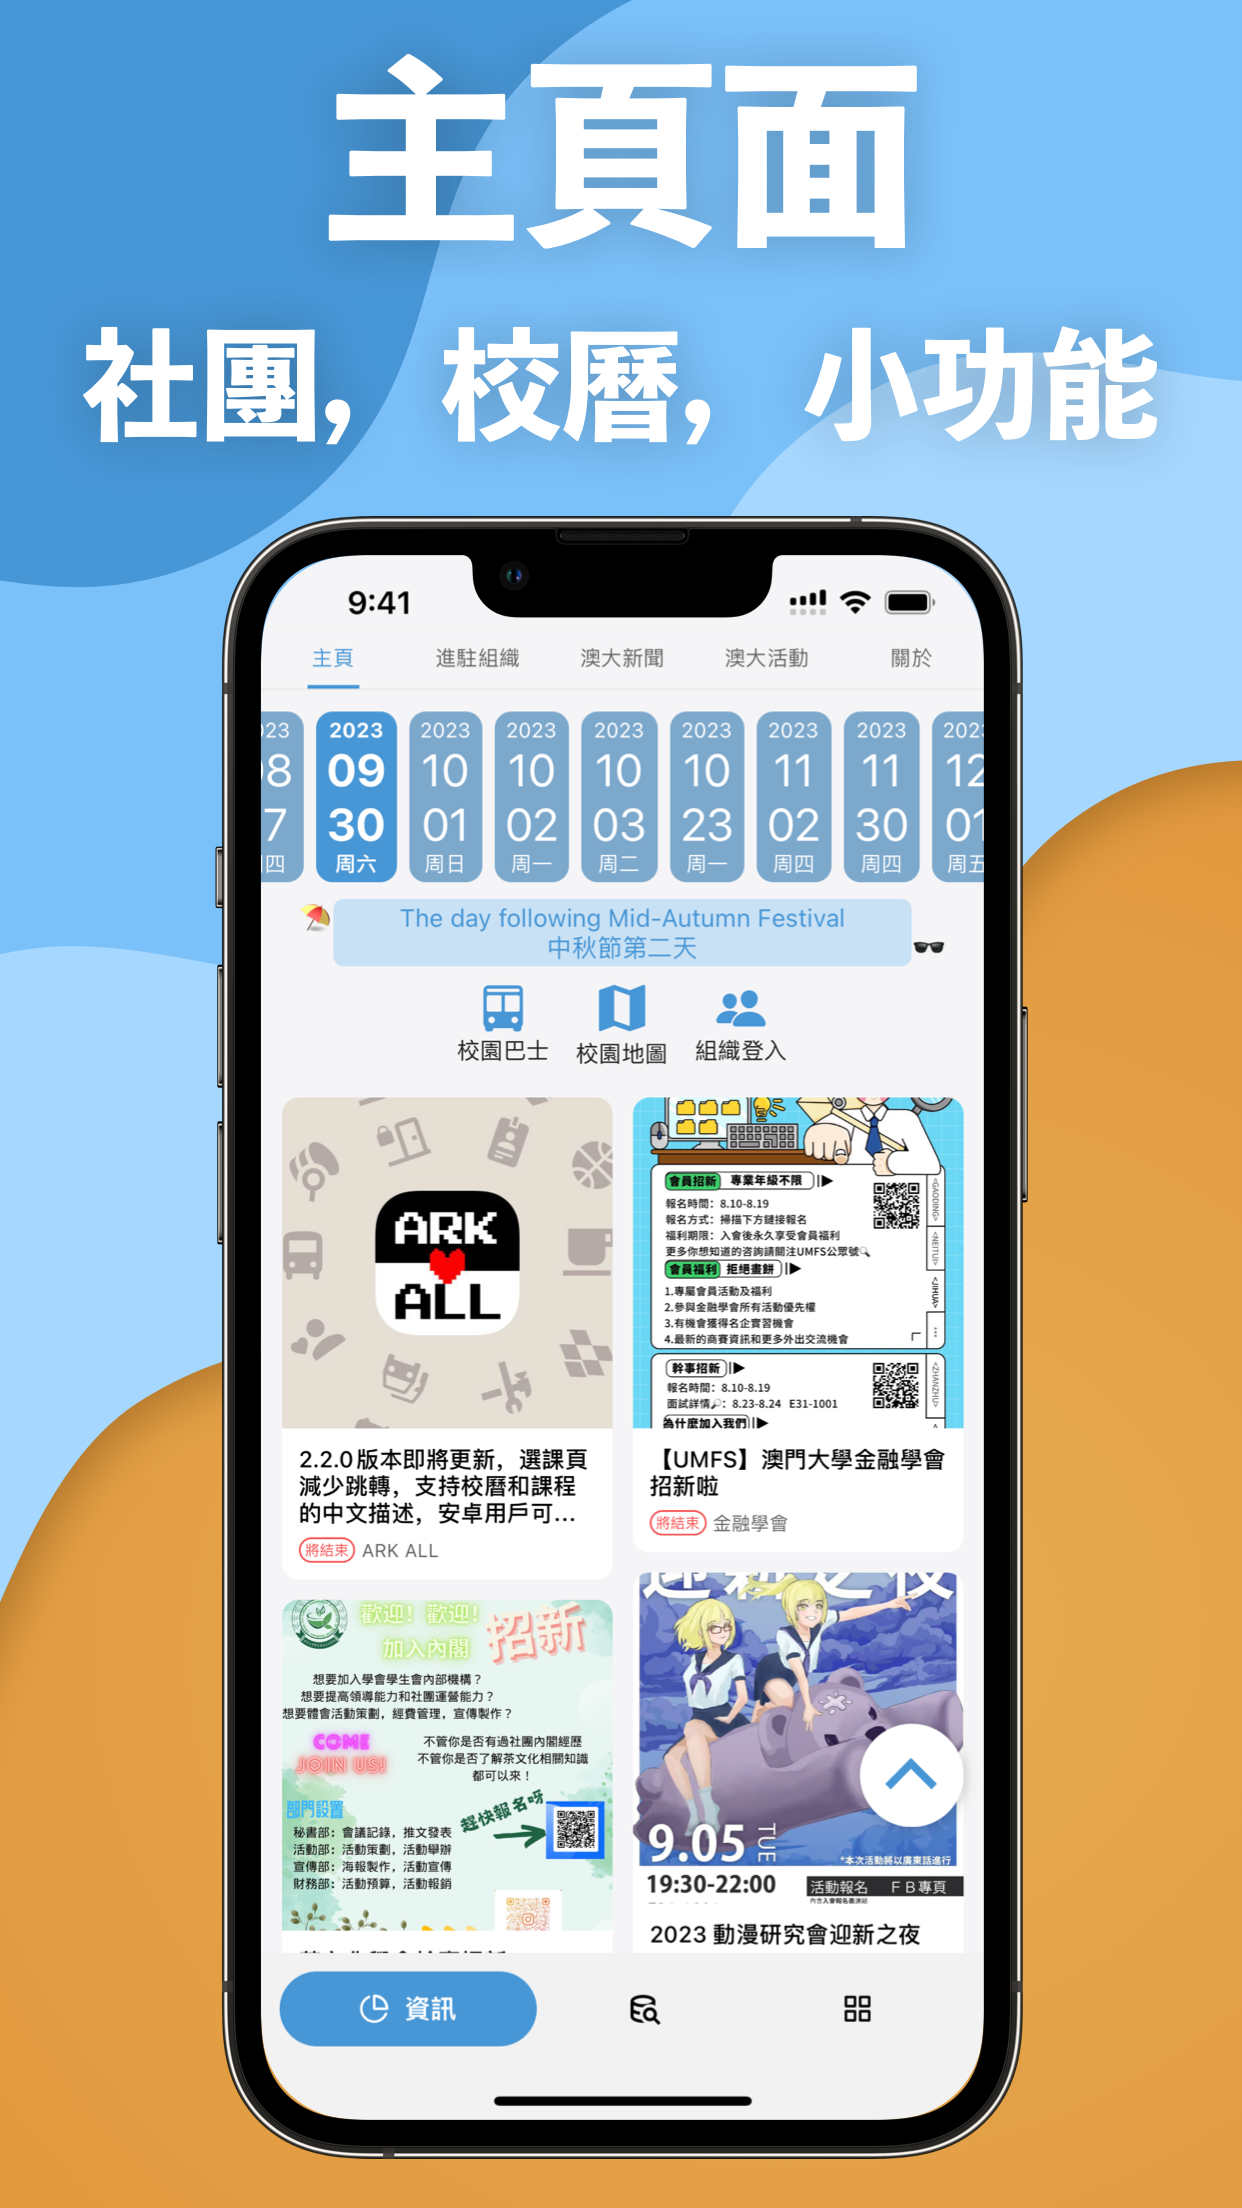 主頁面
社團， 校曆， 小功能
9:41
主頁 進駐組織 澳大新聞 澳大活動 關於
23 2023 2023 2023 2023 2023 2023 2023 202
8 09 10 10 10 10 11 11 12
7 30 01 02 03 23 02 30 01
四 周六 周日 周一 周二 周一 周四 周四 周五
The day following Mid-Autumn Festival
中秋節第二天
校園巴士 校園地圖 組織登入
ARK
ALL
2.2.0版本即將更新，選課頁
減少跳轉，支持校曆和課程
的中文描述，安卓用戶可...
將結束 ARK ALL
會員招新 專業年級不限
報名時間：8.10-8.19
報名方式：掃描下方鏈接報名
福利期限：入會後永久享受會員福利
更多你想知道的咨詢請關注UMFS公眾號
會員福利 拒絕畫餅
1.專屬會員活動及福利
2.參與金融學會所有活動優先權
3.有機會獲得名企實習機會
4.最新的商賽資訊和更多外出交流機會
<GAODING>
<NEITU>
<JIHUA>
幹事招新
報名時間：8.10-8.19
面試詳情：8.23-8.24 E31-1001
為什麼加入我們
<ZHANZHU>
【UMFS】澳門大學金融學會
招新啦
將結束 金融學會
歡迎！歡迎！
加入內閣
招新
想要加入學會學生會內部機構？
想要提高領導能力和社團運營能力？
想要體會活動策劃，經費管理，宣傳製作？
COME
JOIN US!
不管你是否有過社團內閣經歷
不管你是否了解茶文化相關知識
都可以來！
部門設置
秘書部：會議記錄，推文發表
活動部：活動策劃，活動舉辦
宣傳部：海報製作，活動宣傳
財務部：活動預算，活動報銷
趕快報名呀
迎新之夜
9.05 TUE
*本次活動將以廣東話進行
19:30-22:00
活動報名 FB專頁
2023 動漫研究會迎新之夜
資訊